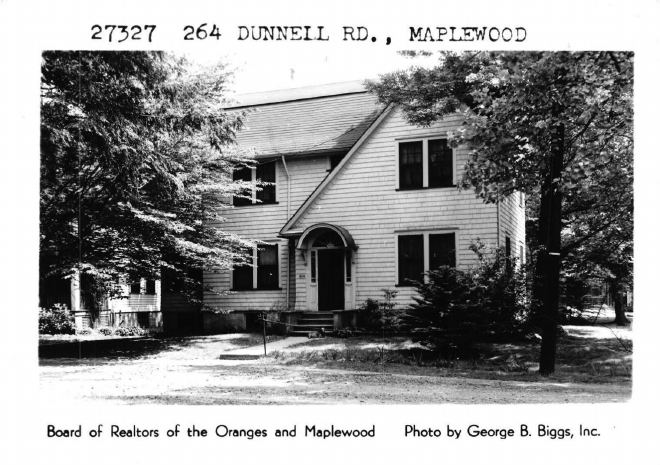 27327 264 DUNNELL RD., MAPLEWOOD
Board of Realtors of the Oranges and Maplewood Photo by George B. Biggs, Inc.